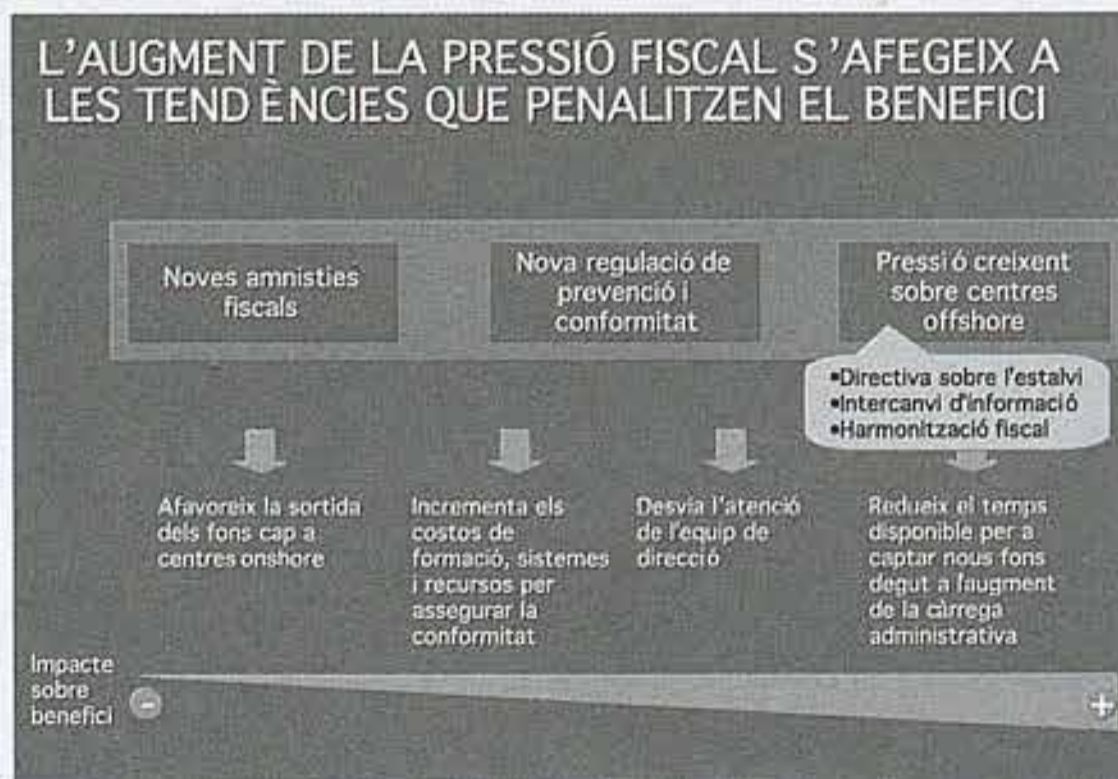 L'AUGMENT DE LA PRESSIÓ FISCAL S'AFEGEIX A
LES TENDÈNCIES QUE PENALITZEN EL BENEFICI
Noves amnisties
fiscals
Nova regulació de
prevenció i
conformitat
Pressió creixent
sobre centres
offshore
•Directiva sobre l'estalvi
•Intercanvi d'informació
•Harmonització fiscal
Afavoreix la sortida
dels fons cap a
centres onshore
Incrementa els
costos de
formació, sistemes
i recursos per
assegurar la
conformitat
Desvia l'atenció
de l'equip de
direcció
Redueix el temps
disponible per a
captar nous fons
degut a l'augment
de la càrrega
administrativa
Impacte
sobre
benefici
-
+